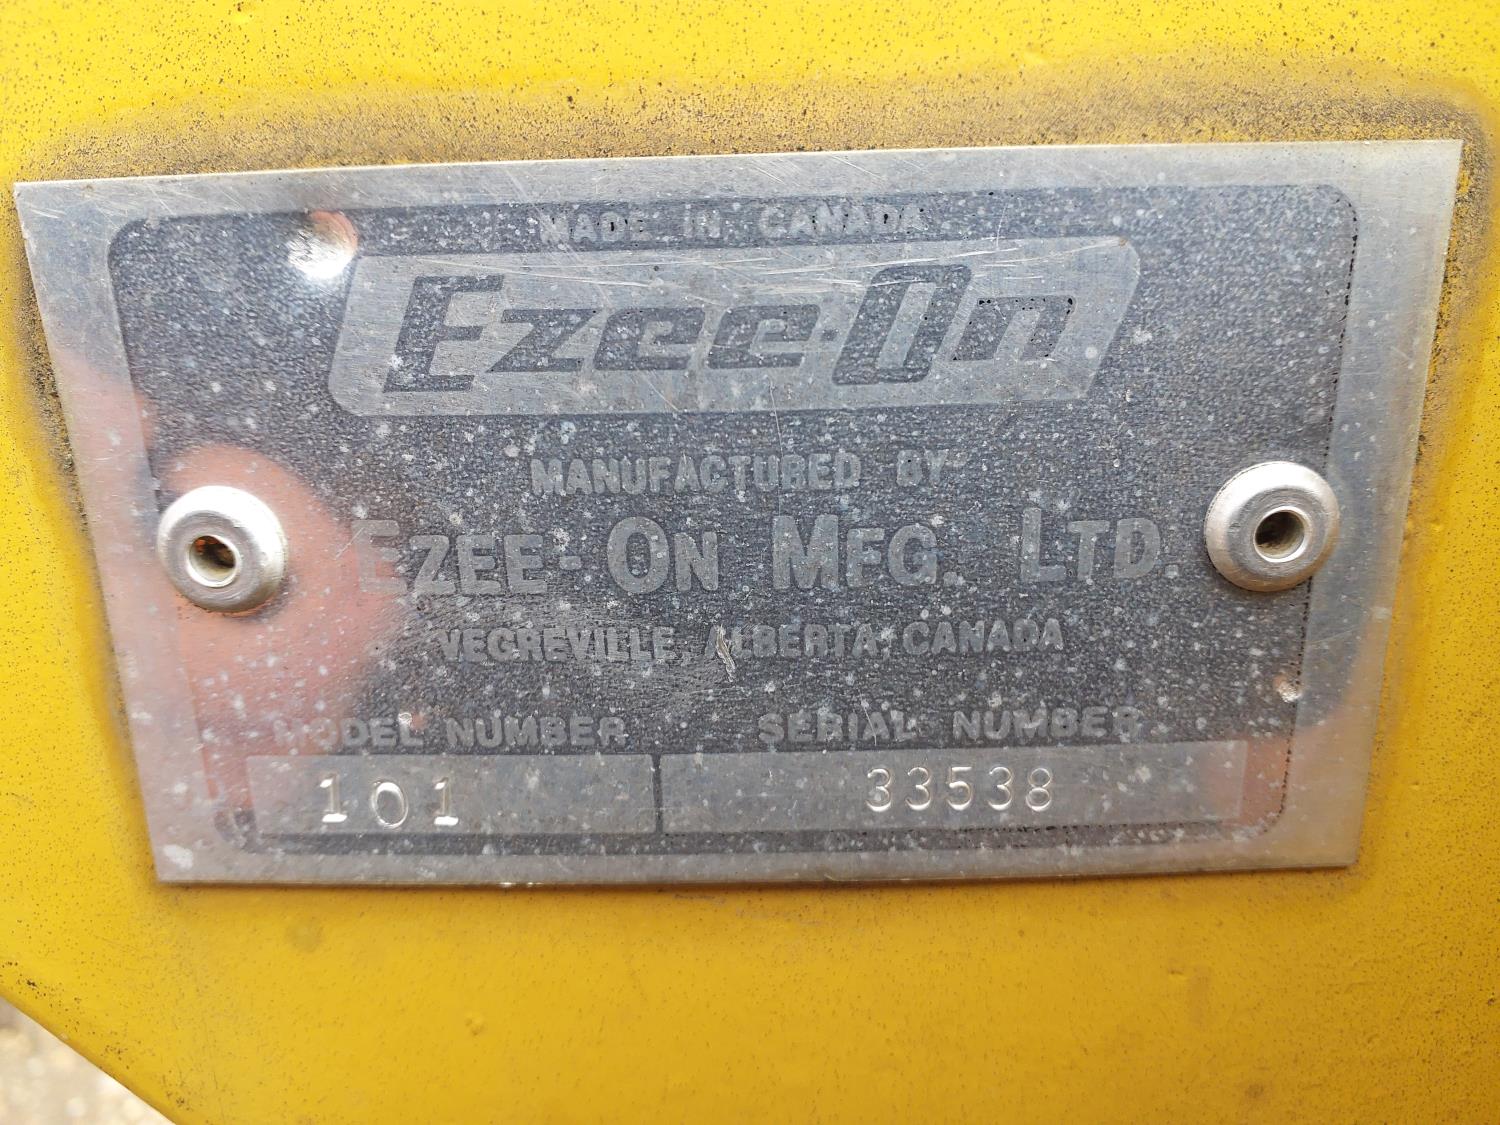 MADE IN CANADA
Ezee-On
MANUFACTURED BY
EZEE-ON MFG. LTD.
VEGREVILLE, ALBERTA, CANADA
MODEL NUMBER SERIAL NUMBER
101 33538